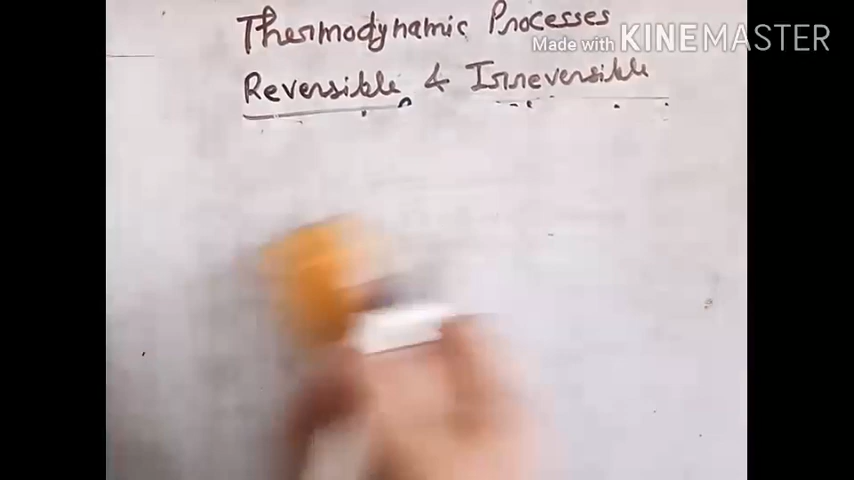 Thermodynamic Processes
Made with KINEMASTER
Reversible & Irreversible